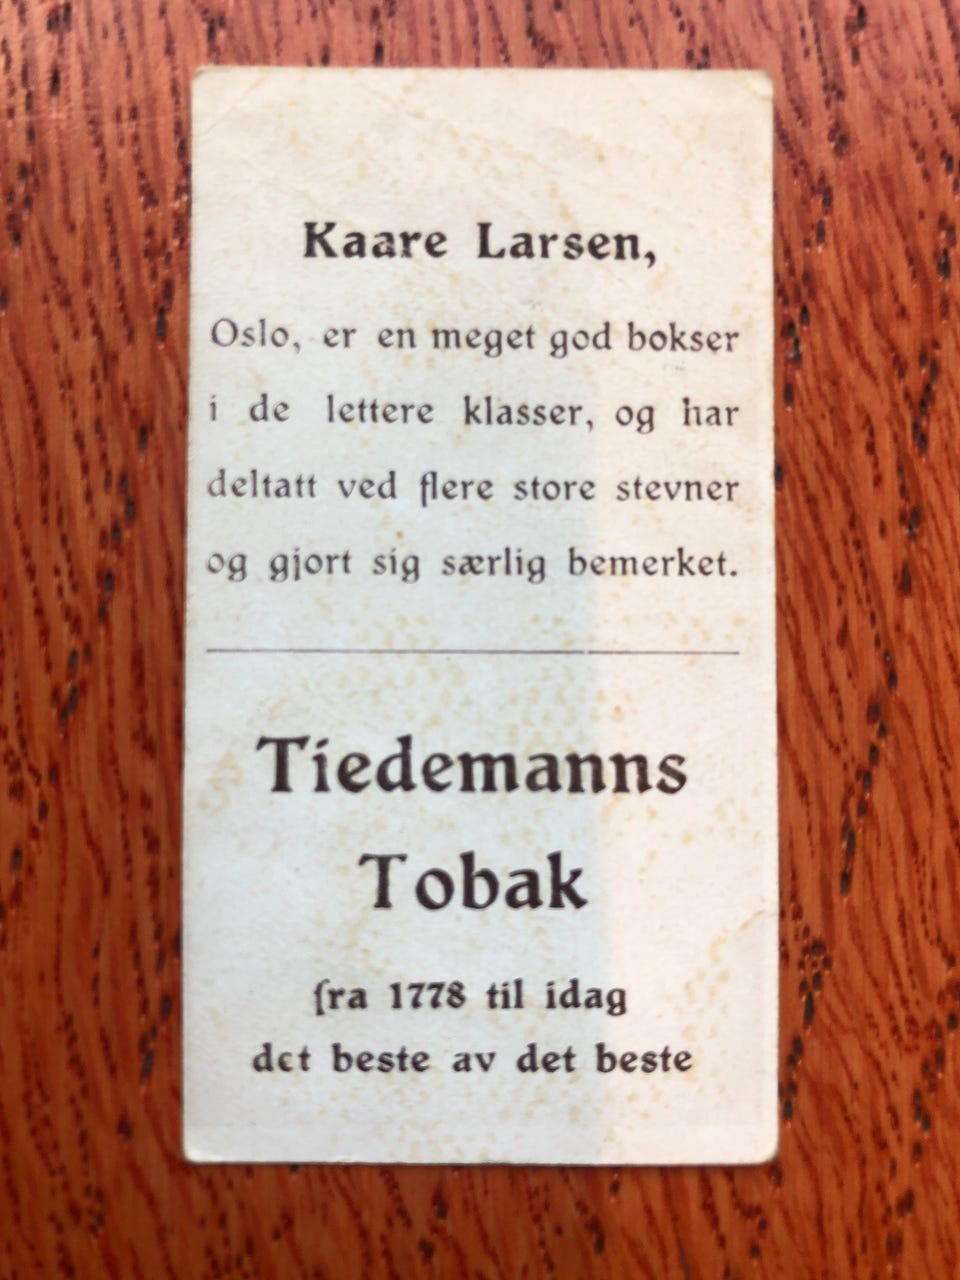 Kaare Larsen,
Oslo, er en meget god bokser
i de lettere klasser, og har
deltatt ved flere store stevner
og gjort sig særlig bemerket.
Tiedemanns
Tobak
fra 1778 til idag
det beste av det beste